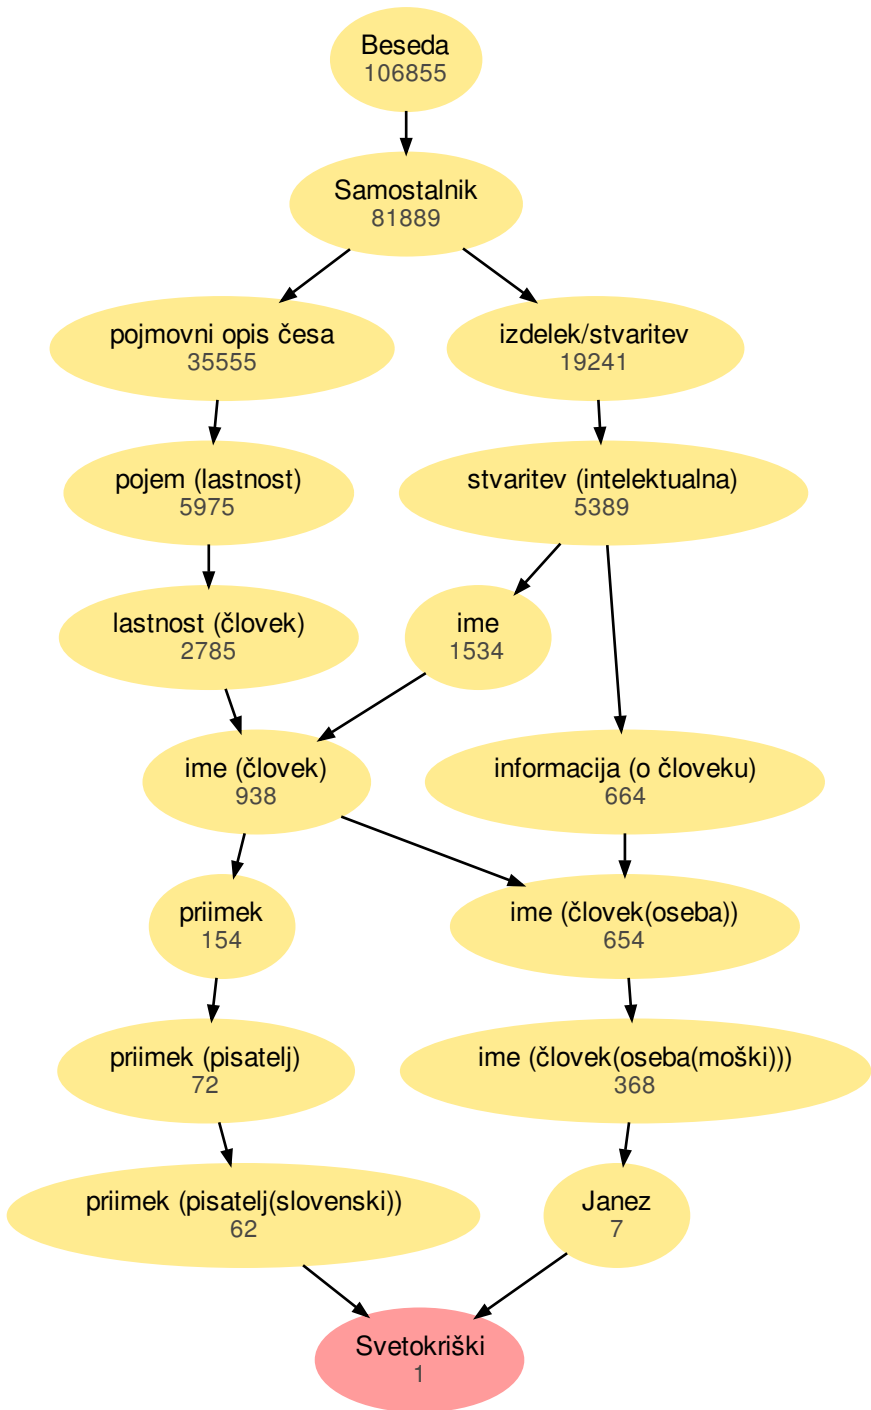 Beseda
106855
Samostalnik
81889
pojmovni opis česa
35555
izdelek/stvaritev
19241
pojem (lastnost)
5975
stvaritev (intelektualna)
5389
lastnost (človek)
2785
ime
1534
ime (človek)
938
informacija (o človeku)
664
priimek
154
ime (človek(oseba))
654
priimek (pisatelj)
72
ime (človek(oseba(moški)))
368
priimek (pisatelj(slovenski))
62
Janez
7
Svetokriški
1